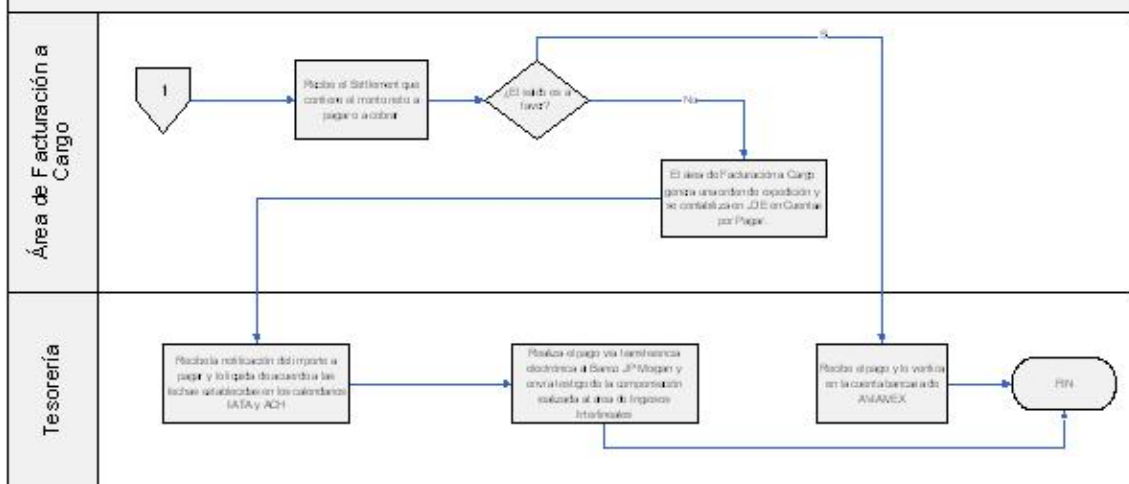 Área de Facturación a
Cargo
1
Recibe el Settlement que
contiene el monto neto a
pagar o a cobrar
¿El saldo es a
favor?
Si
No
El área de Facturación a Cargo
genera una orden de expedición y
se contabiliza en JDE en Cuentas
por Pagar.
Tesorería
Recibe la notificación del importe a
pagar y lo liquida de acuerdo a las
fechas establecidas en los calendarios
IATA y ACH
Realiza el pago vía transferencia
electrónica al Banco JP Morgan y
envía testigo de la compensación
realizada al área de Ingresos
Interlineales
Recibe el pago y lo verifica
en la cuenta bancaria de
FIN